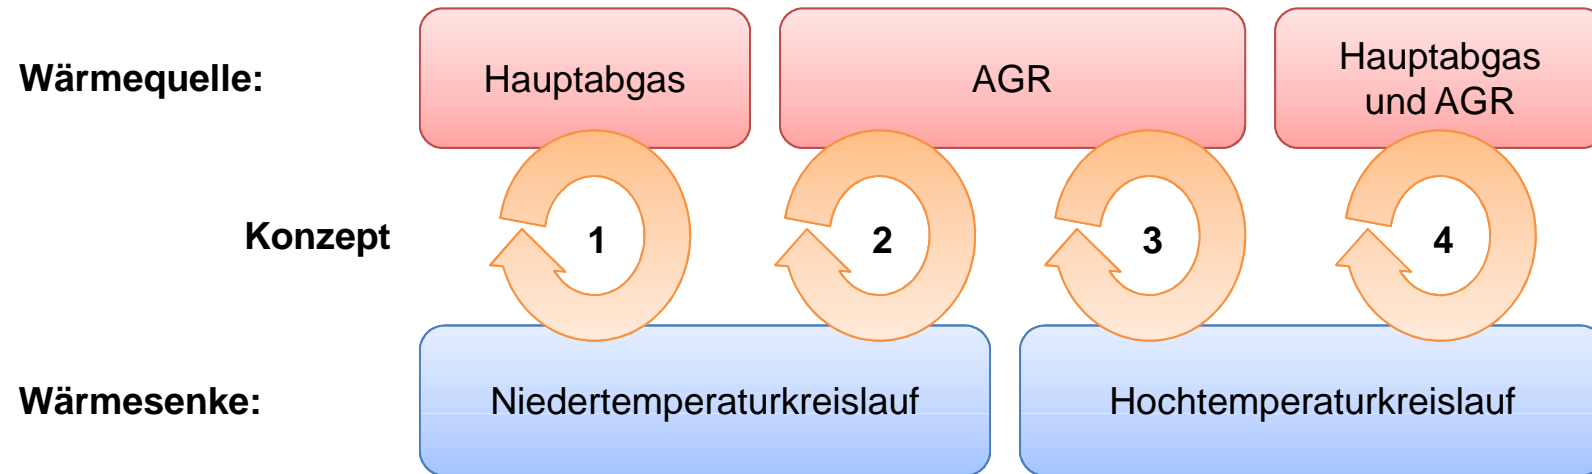 Wärmequelle:
Hauptabgas
AGR
Hauptabgas
und AGR
Konzept
1
2
3
4
Wärmesenke:
Niedertemperaturkreislauf
Hochtemperaturkreislauf